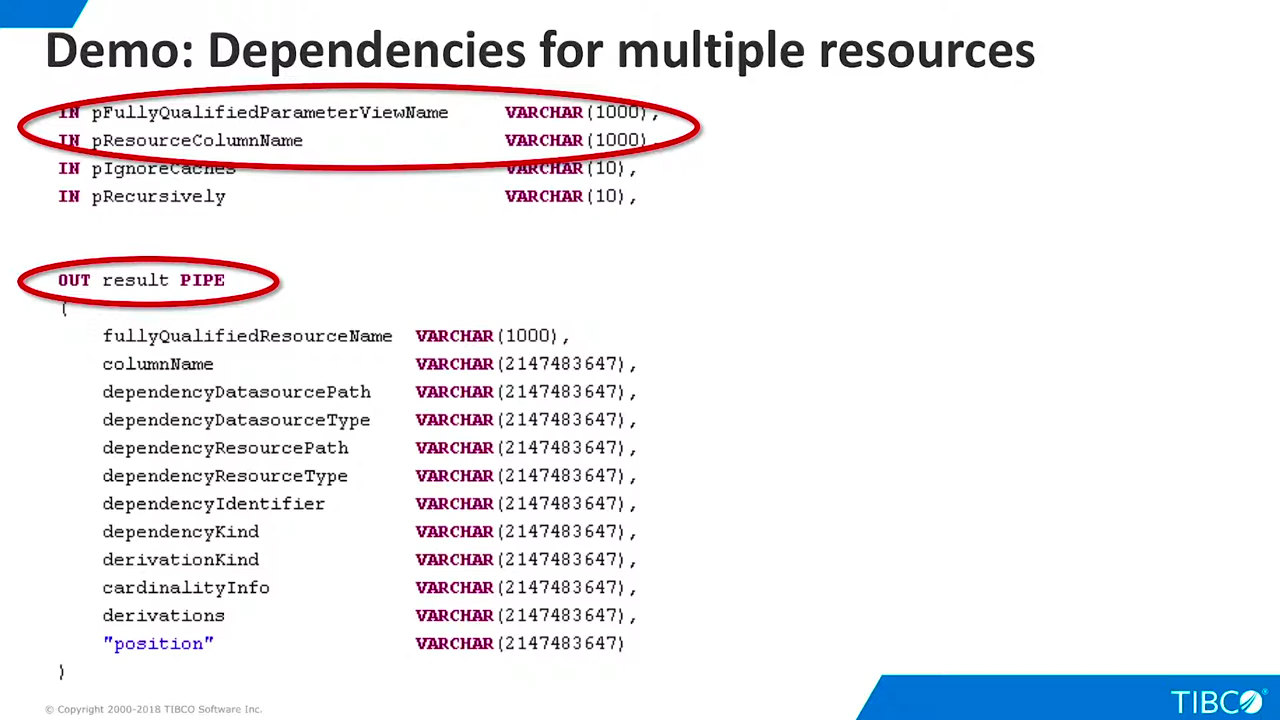 Demo: Dependencies for multiple resources
IN pFullyQualifiedParameterViewName VARCHAR(1000),
IN pResourceColumnName VARCHAR(1000),
IN pIgnoreCaches VARCHAR(10),
IN pRecursively VARCHAR(10),
OUT result PIPE
(
fullyQualifiedResourceName VARCHAR(1000),
columnName VARCHAR(2147483647),
dependencyDatasourcePath VARCHAR(2147483647),
dependencyDatasourceType VARCHAR(2147483647),
dependencyResourcePath VARCHAR(2147483647),
dependencyResourceType VARCHAR(2147483647),
dependencyIdentifier VARCHAR(2147483647),
dependencyKind VARCHAR(2147483647),
derivationKind VARCHAR(2147483647),
cardinalityInfo VARCHAR(2147483647),
derivations VARCHAR(2147483647),
"position" VARCHAR(2147483647)
)
© Copyright 2000-2018 TIBCO Software Inc.
TIBCO®